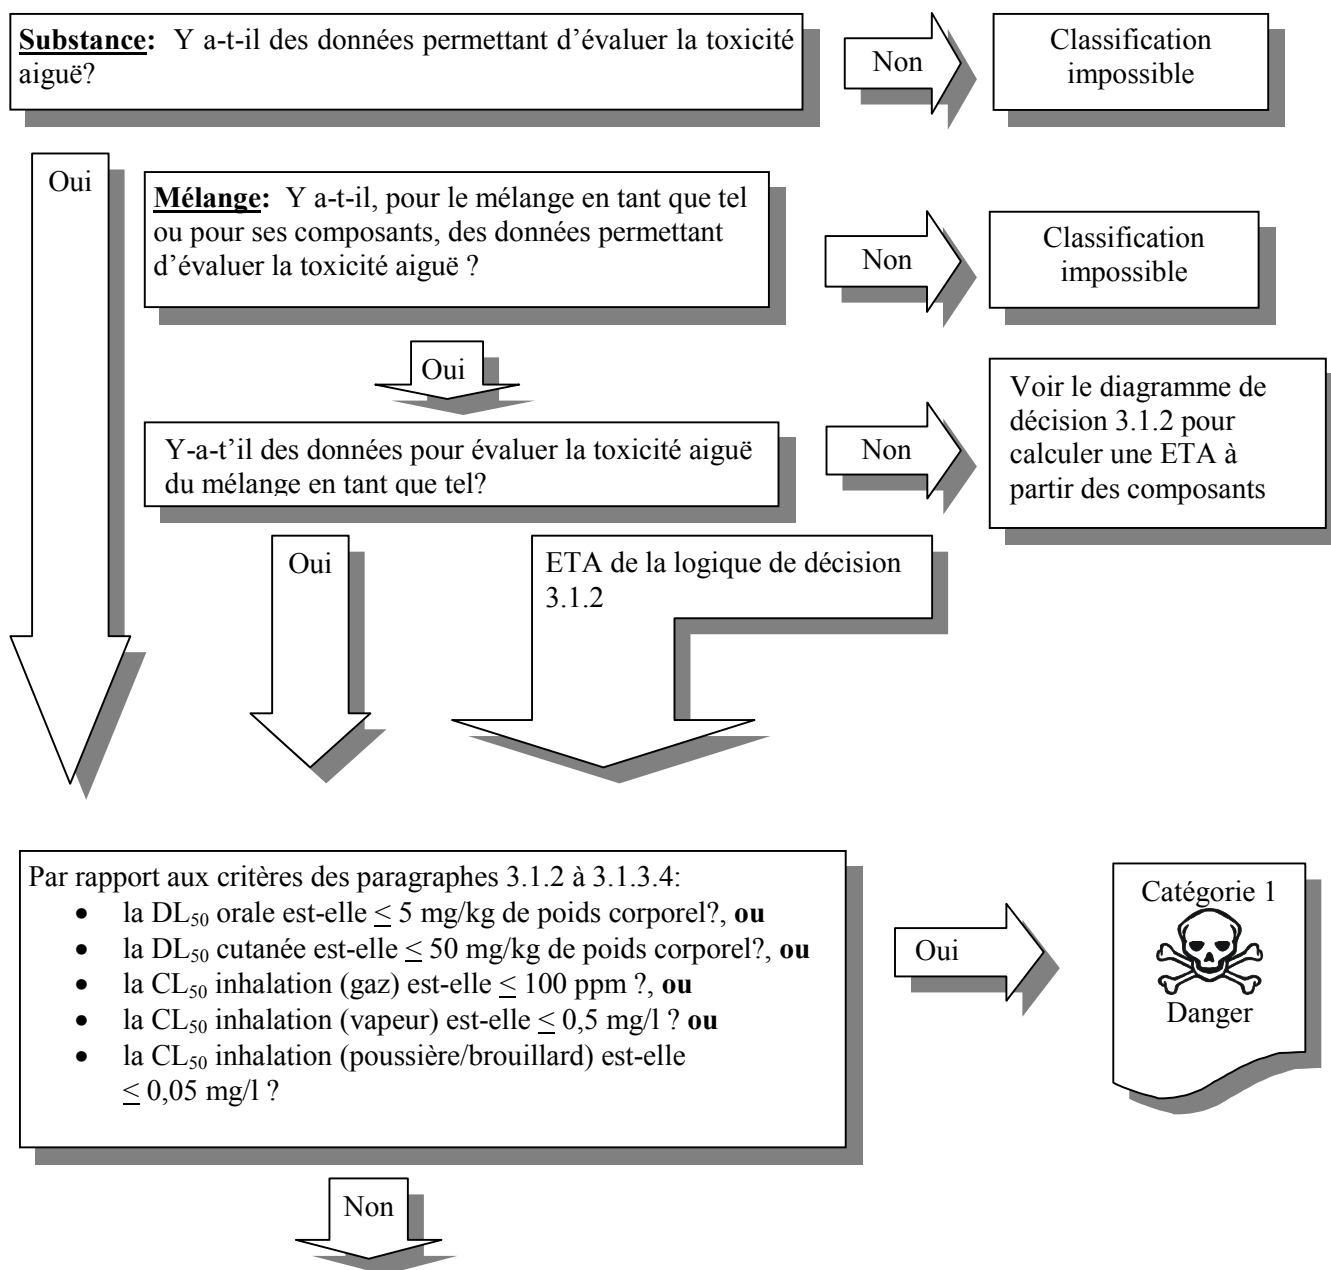 Substance: Y a-t-il des données permettant d'évaluer la toxicité
aiguë?
Non
Classification
impossible
Oui
Mélange: Y a-t-il, pour le mélange en tant que tel
ou pour ses composants, des données permettant
d'évaluer la toxicité aiguë ?
Non
Classification
impossible
Oui
Y-a-t'il des données pour évaluer la toxicité aiguë
du mélange en tant que tel?
Non
Voir le diagramme de
décision 3.1.2 pour
calculer une ETA à
partir des composants
Oui
ETA de la logique de décision
3.1.2
Par rapport aux critères des paragraphes 3.1.2 à 3.1.3.4:
• la DL₅₀ orale est-elle ≤ 5 mg/kg de poids corporel?, ou
• la DL₅₀ cutanée est-elle ≤ 50 mg/kg de poids corporel?, ou
• la CL₅₀ inhalation (gaz) est-elle ≤ 100 ppm ?, ou
• la CL₅₀ inhalation (vapeur) est-elle ≤ 0,5 mg/l ? ou
• la CL₅₀ inhalation (poussière/brouillard) est-elle
≤ 0,05 mg/l ?
Oui
Catégorie 1
Danger
Non